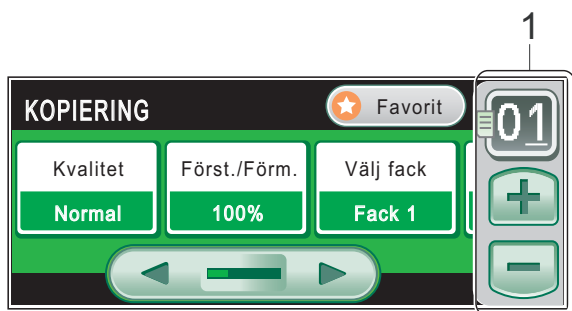 1
KOPIERING
Favorit
01
Kvalitet
Först./Förm.
Välj fack
Normal
100%
Fack 1